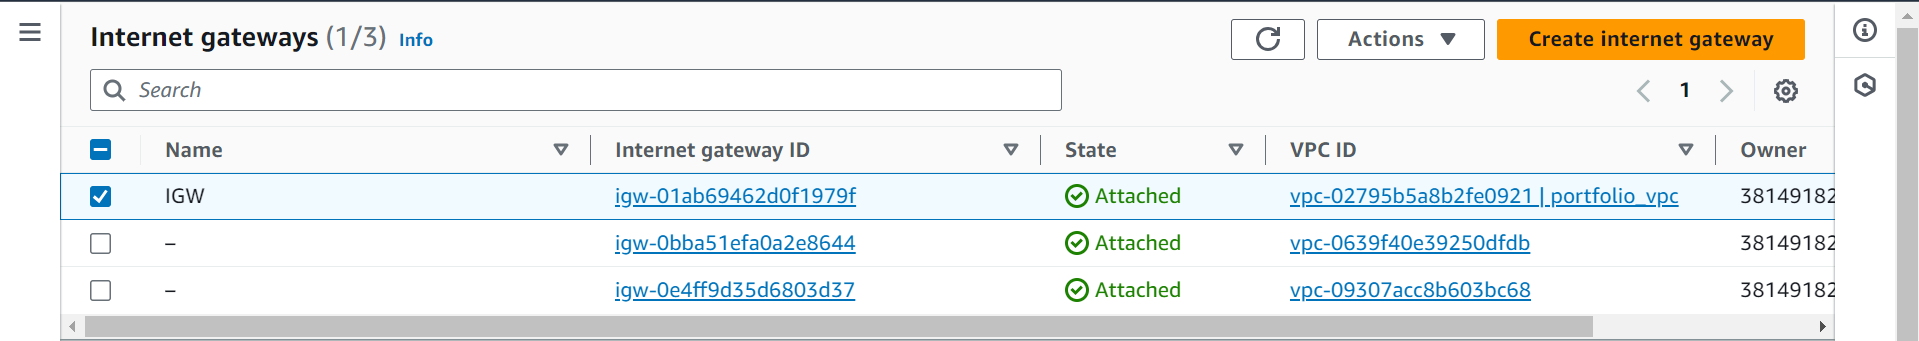 Internet gateways (1/3) Info
Actions
Create internet gateway
Search
1
Name Internet gateway ID State VPC ID Owner
IGW igw-01ab69462d0f1979f Attached vpc-02795b5a8b2fe0921 | portfolio_vpc 38149182
– igw-0bba51efa0a2e8644 Attached vpc-0639f40e39250dfdb 38149182
– igw-0e4ff9d35d6803d37 Attached vpc-09307acc8b603bc68 38149182